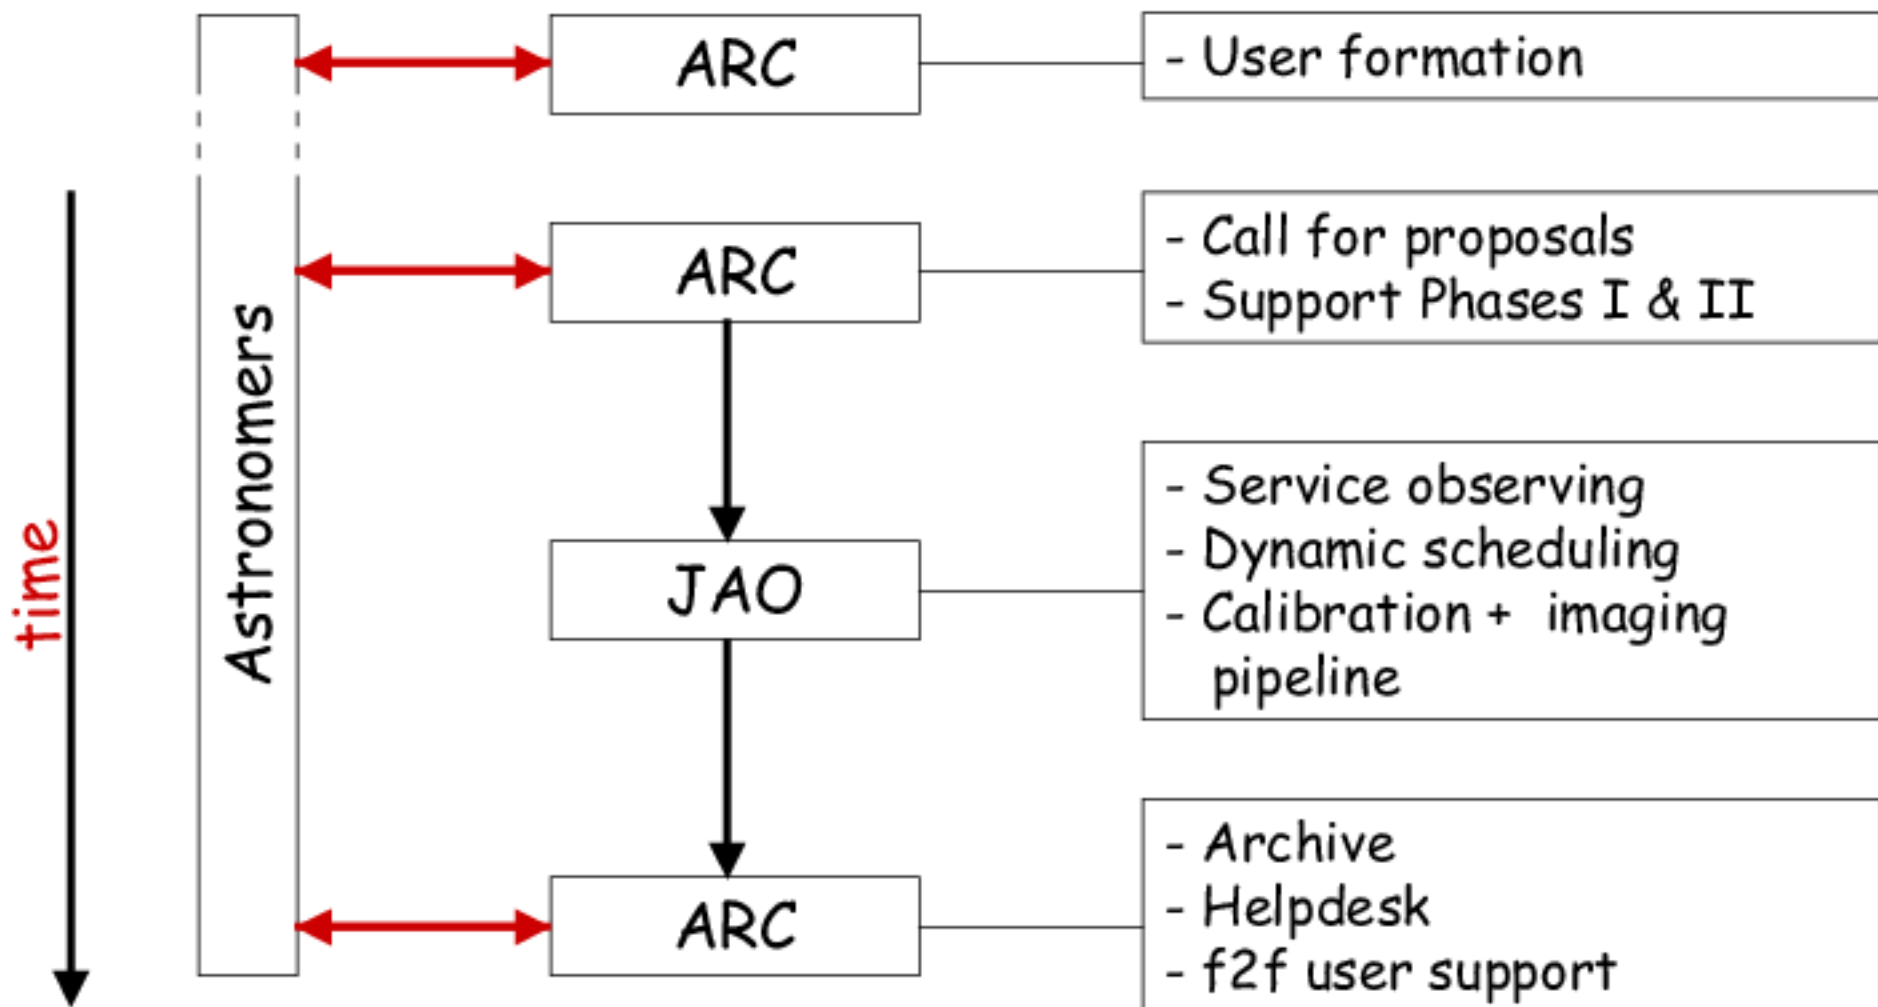 ARC
- User formation
ARC
- Call for proposals
- Support Phases I & II
Astronomers
time
JAO
- Service observing
- Dynamic scheduling
- Calibration + imaging
pipeline
ARC
- Archive
- Helpdesk
- f2f user support